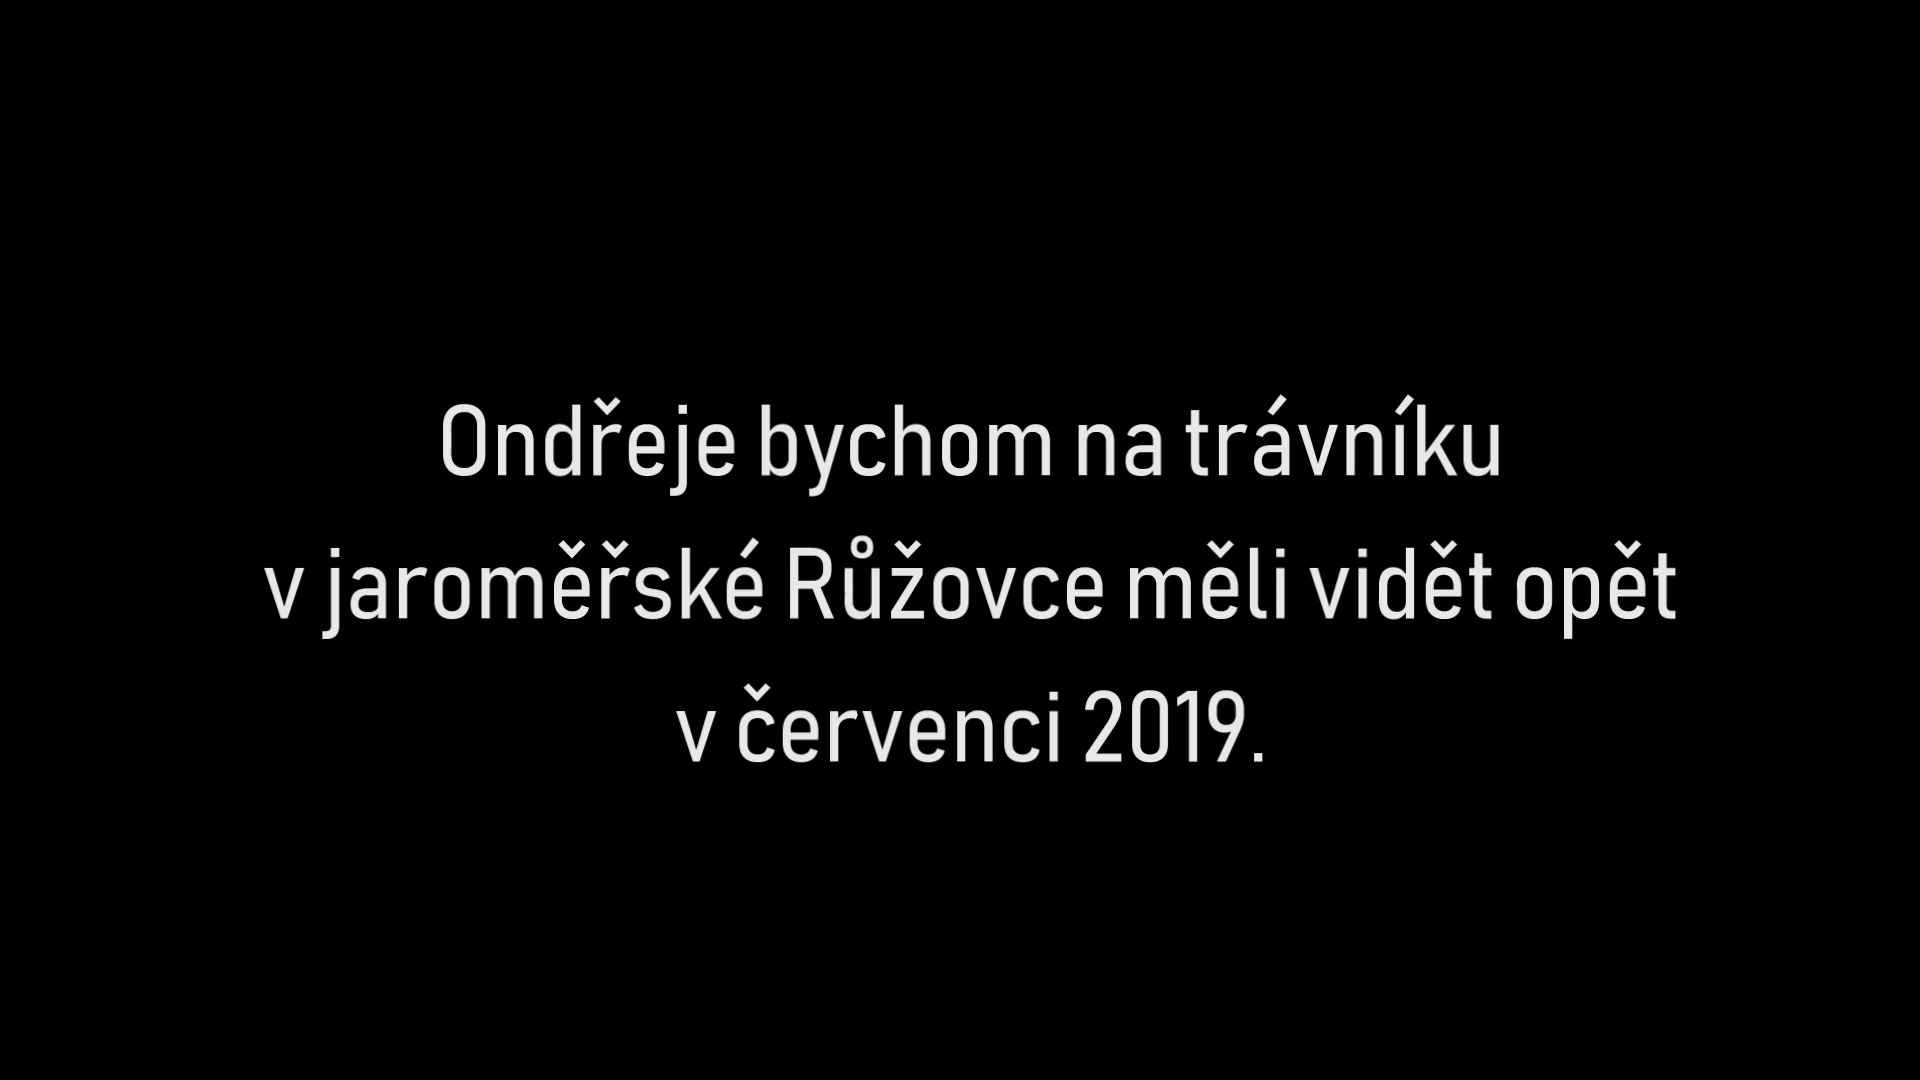 Ondřeje bychom na trávníku
v jaroměřské Růžovce měli vidět opět
v červenci 2019.